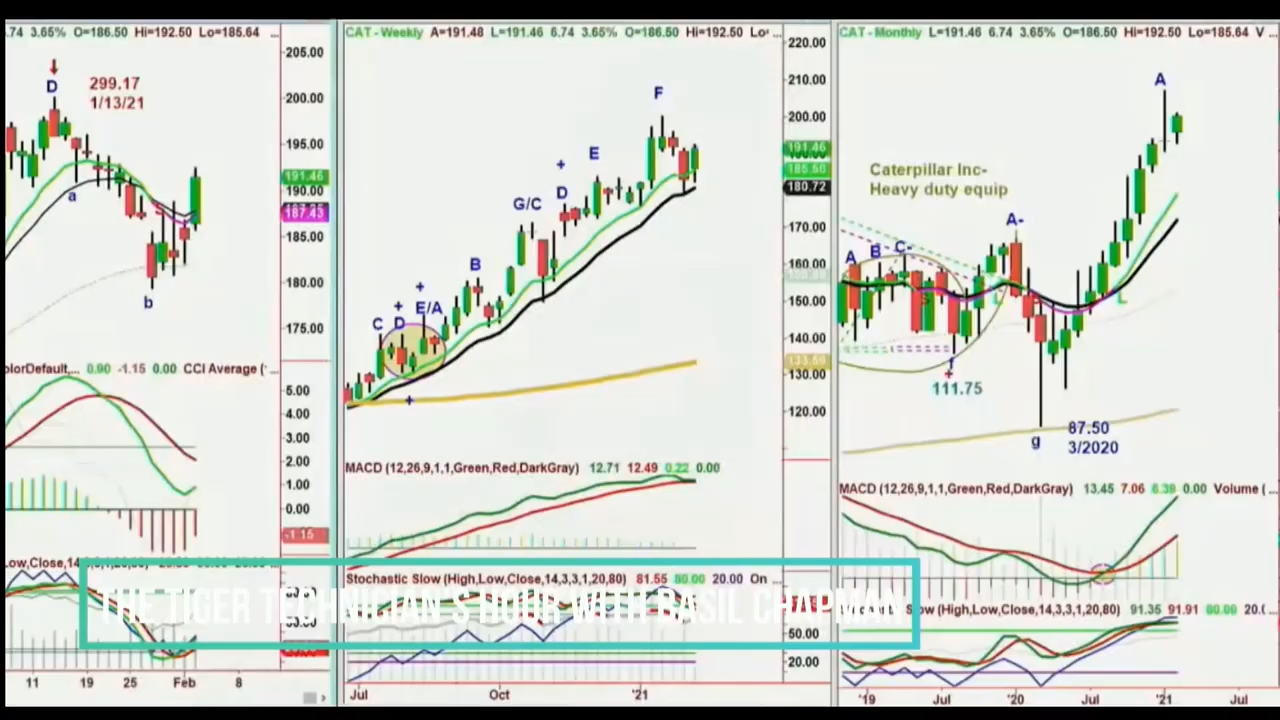 .74 3.65% O=186.50 Hi=192.50 Lo=185.64 ...
D
299.17
1/13/21
a
b
205.00
200.00
195.00
191.46
190.00
187.43
185.00
180.00
175.00
olorDefault,... 0.90 -1.15 0.00 CCI Average (
5.00
4.00
3.00
2.00
1.00
0.00
-1.15
11 19 25 Feb 8
CAT - Weekly A=191.48 L=191.46 6.74 3.65% O=186.50 Hi=192.50 Lo
F
E
+
D
G/C
B
+
E/A
+
C D
+
220.00
210.00
200.00
191.46
185.50
180.72
170.00
160.00
150.00
140.00
133.59
130.00
120.00
MACD (12,26,9,1,1,Green,Red,DarkGray) 12.71 12.49 0.22 0.00
Stochastic Slow (High,Low,Close,14,3,3,1,20,80) 81.55 80.00 20.00 On ...
50.00
20.00
Jul Oct '21
CAT - Monthly L=191.46 6.74 3.65% O=186.50 Hi=192.50 Lo=185.64 V ...
A
Caterpillar Inc-
Heavy duty equip
A-
A B C-
S L L
f
+
111.75
g
87.50
3/2020
MACD (12,26,9,1,1,Green,Red,DarkGray) 13.45 7.06 6.39 0.00 Volume (...
Slow (High,Low,Close,14,3,3,1,20,80) 91.35 91.91 80.00 20.(
'19 Jul '20 Jul '21 Jul
THE TIGER TECHNICIAN'S HOUR WITH BASIL CHAPMAN